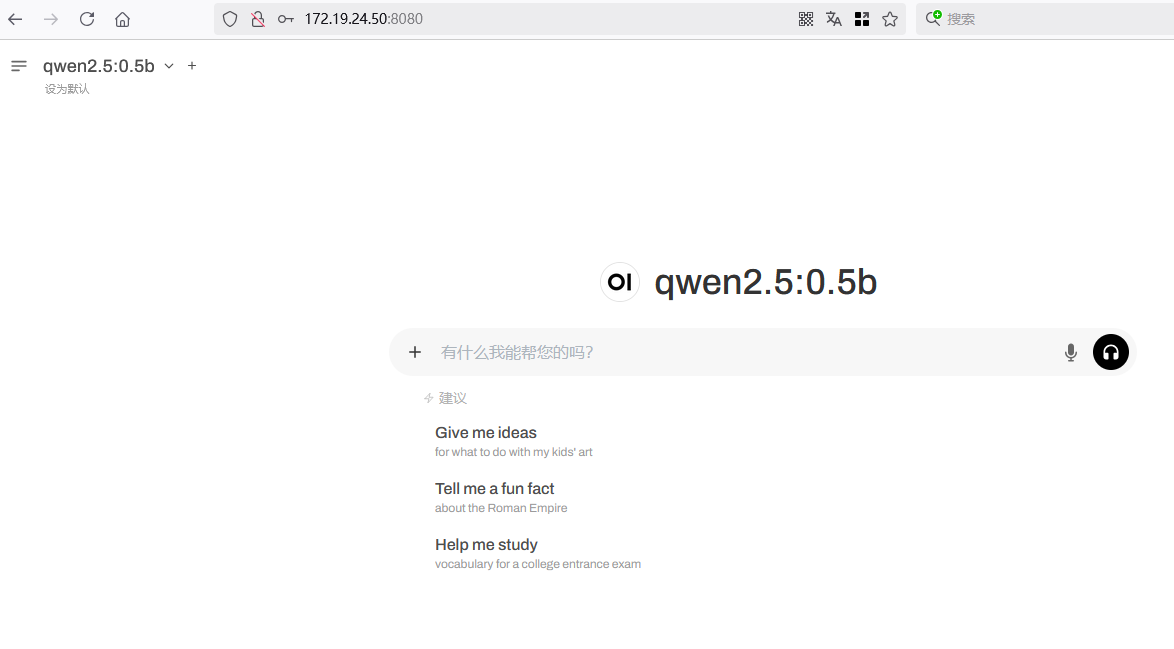 172.19.24.50:8080
搜索
qwen2.5:0.5b
设为默认
OI qwen2.5:0.5b
有什么我能帮您的吗?
建议
Give me ideas
for what to do with my kids' art
Tell me a fun fact
about the Roman Empire
Help me study
vocabulary for a college entrance exam